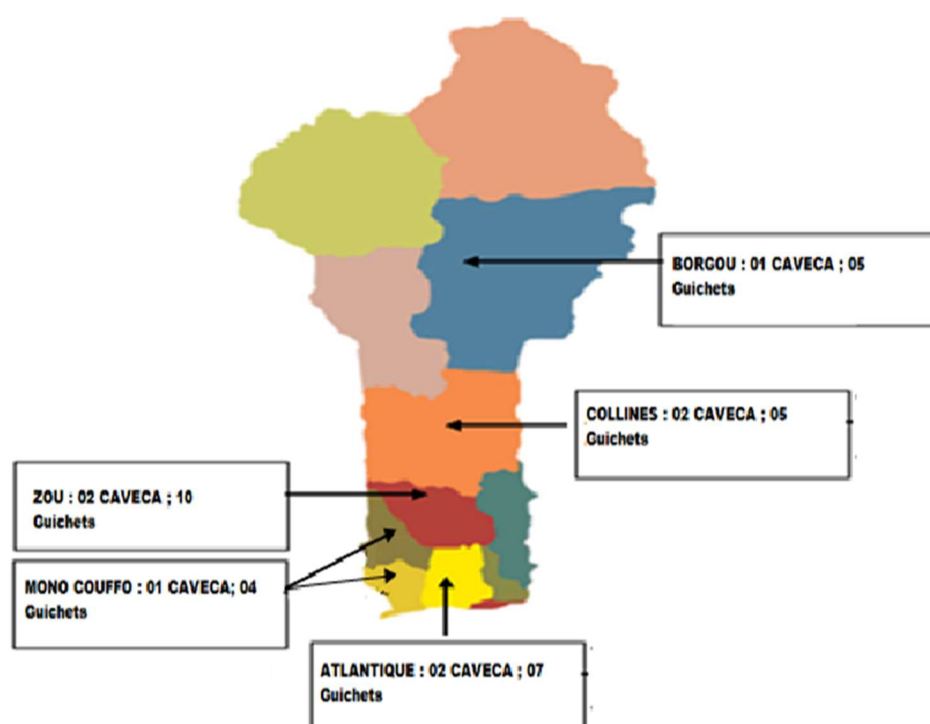 BORGOU : 01 CAVECA ; 05
Guichets
COLLINES : 02 CAVECA ; 05
Guichets
ZOU : 02 CAVECA ; 10
Guichets
MONO COUFFO : 01 CAVECA; 04
Guichets
ATLANTIQUE : 02 CAVECA ; 07
Guichets